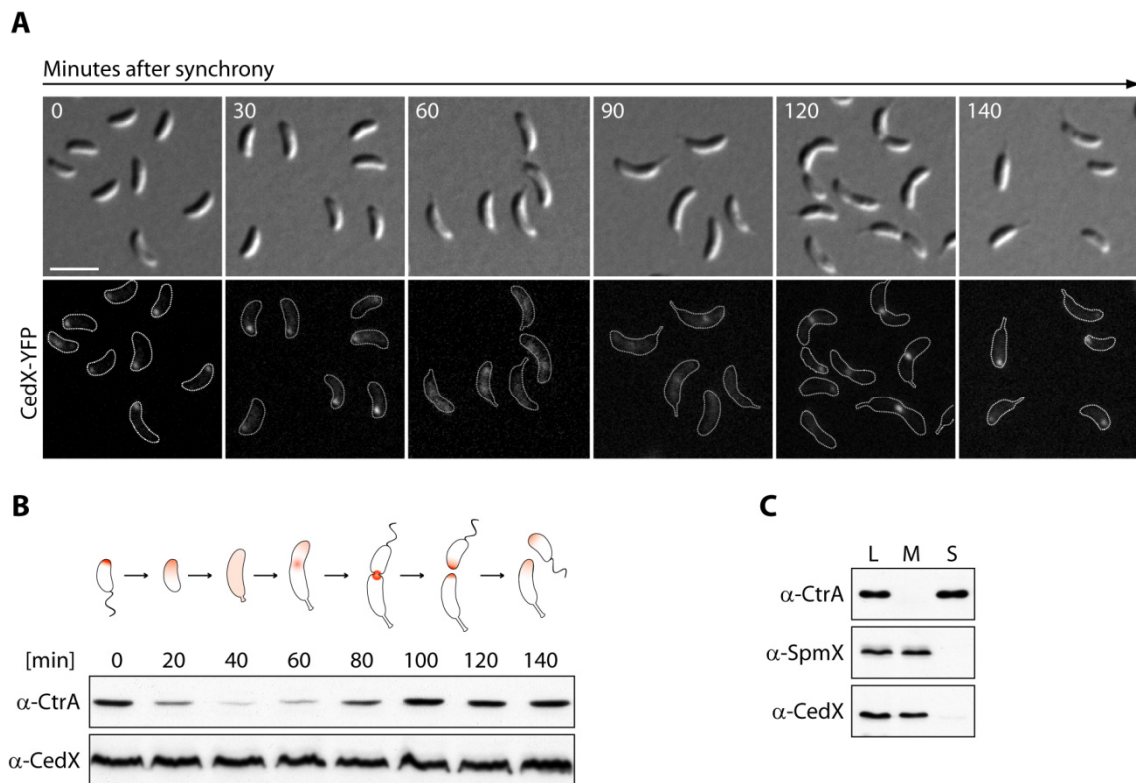 A
Minutes after synchrony
0 30 60 90 120 140
CedX-YFP
B
[min] 0 20 40 60 80 100 120 140
α-CtrA
α-CedX
C
L M S
α-CtrA
α-SpmX
α-CedX